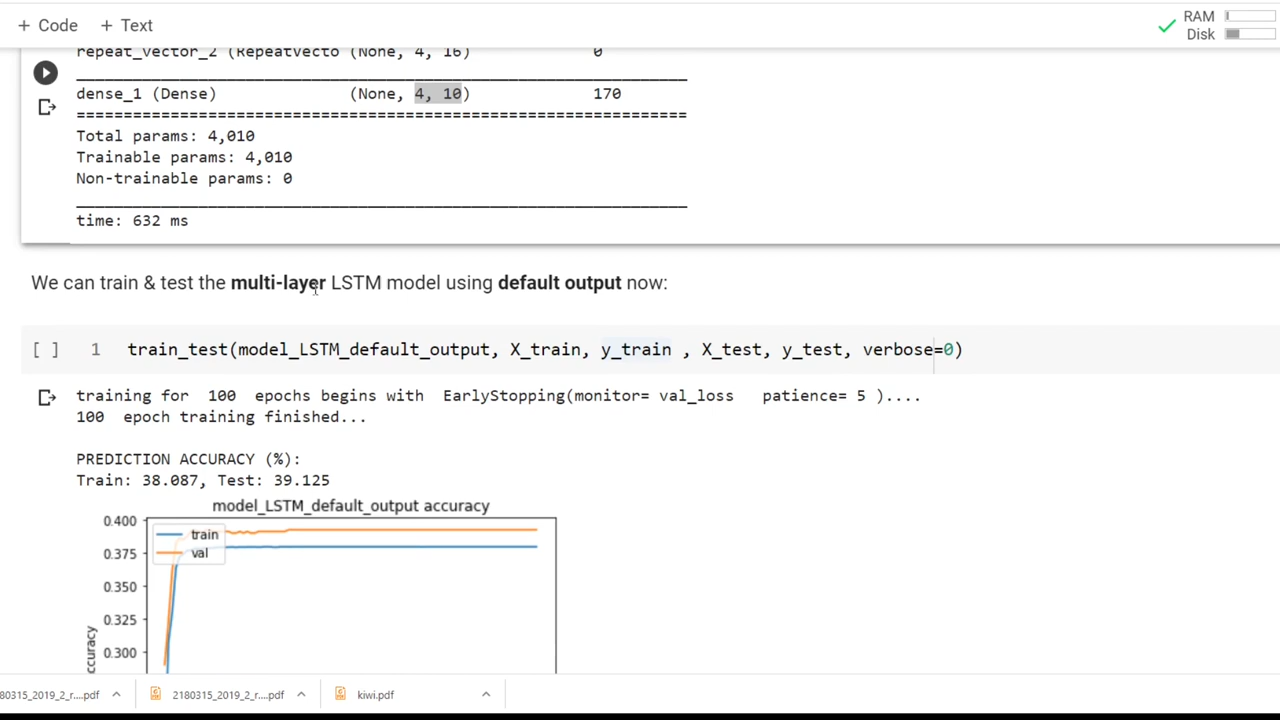 + Code + Text
RAM
Disk
repeat_vector_2 (RepeatVecto (None, 4, 16) 0
dense_1 (Dense) (None, 4, 10) 170
=================================================================
Total params: 4,010
Trainable params: 4,010
Non-trainable params: 0
time: 632 ms
We can train & test the multi-layer LSTM model using default output now:
[ ] 1 train_test(model_LSTM_default_output, X_train, y_train , X_test, y_test, verbose=0)
training for 100 epochs begins with EarlyStopping(monitor= val_loss patience= 5 )....
100 epoch training finished...
PREDICTION ACCURACY (%):
Train: 38.087, Test: 39.125
model_LSTM_default_output accuracy
0.400
train
val
0.375
0.350
0.325
0.300
80315_2019_2_r....pdf 2180315_2019_2_r....pdf kiwi.pdf